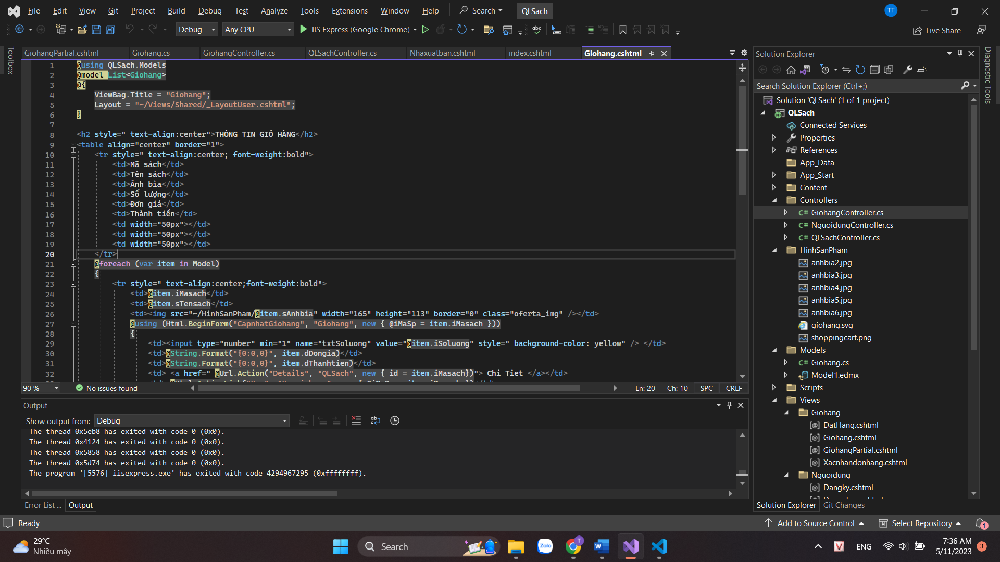 File Edit View Git Project Build Debug Test Analyze Tools Extensions Window Help Search QLSach TT
Debug Any CPU IIS Express (Google Chrome) Live Share
Toolbox
GiohangPartial.cshtml Giohang.cs GiohangController.cs QLSachController.cs Nhaxuatban.cshtml index.cshtml Giohang.cshtml
1 @using QLSach.Models
2 @model List<Giohang>
3 @{
4 ViewBag.Title = "Giohang";
5 Layout = "~/Views/Shared/_LayoutUser.cshtml";
6 }
7
8 <h2 style=" text-align:center">THÔNG TIN GIỎ HÀNG</h2>
9 <table align="center" border="1">
10 <tr style=" text-align:center; font-weight:bold">
11 <td>Mã sách</td>
12 <td>Tên sách</td>
13 <td>Ảnh bìa</td>
14 <td>Số lượng</td>
15 <td>Đơn giá</td>
16 <td>Thành tiền</td>
17 <td width="50px"></td>
18 <td width="50px"></td>
19 <td width="50px"></td>
20 </tr>
21 @foreach (var item in Model)
22 {
23 <tr style=" text-align:center;font-weight:bold">
24 <td>@item.iMasach</td>
25 <td>@item.sTensach</td>
26 <td><img src="~/HinhSanPham/@item.sAnhbia" width="165" height="113" border="0" class="oferta_img" /></td>
27 @using (Html.BeginForm("CapnhatGiohang", "Giohang", new { @iMaSp = item.iMasach }))
28 {
29 <td><input type="number" min="1" name="txtSoluong" value="@item.iSoluong" style=" background-color: yellow" /> </td>
30 <td>@String.Format("{0:0,0}", item.dDongia)</td>
31 <td>@String.Format("{0:0,0}", item.dThanhtien)</td>
32 <td> <a href=" @Url.Action("Details", "QLSach", new { id = item.iMasach})"> Chi Tiet </a></td>
90 % No issues found Ln: 20 Ch: 10 SPC CRLF
Output
Show output from: Debug
The thread 0x5eb8 has exited with code 0 (0x0).
The thread 0x4124 has exited with code 0 (0x0).
The thread 0x5858 has exited with code 0 (0x0).
The thread 0x5d74 has exited with code 0 (0x0).
The program '[5576] iisexpress.exe' has exited with code 4294967295 (0xffffffff).
Error List ... Output
Solution Explorer
Search Solution Explorer (Ctrl+;)
Solution 'QLSach' (1 of 1 project)
QLSach
Connected Services
Properties
References
App_Data
App_Start
Content
Controllers
C# GiohangController.cs
C# NguoidungController.cs
C# QLSachController.cs
HinhSanPham
anhbia2.jpg
anhbia3.jpg
anhbia4.jpg
anhbia5.jpg
anhbia6.jpg
giohang.svg
shoppingcart.png
Models
C# Giohang.cs
Model1.edmx
Scripts
Views
Giohang
[@] DatHang.cshtml
[@] Giohang.cshtml
[@] GiohangPartial.cshtml
[@] Xacnhandonhang.cshtml
Nguoidung
[@] Dangky.cshtml
Solution Explorer Git Changes
Diagnostic Tools
Ready Add to Source Control Select Repository 1
29°C
Nhiều mây
Search
Zalo
T
W
V
ENG
7:36 AM
5/11/2023
3